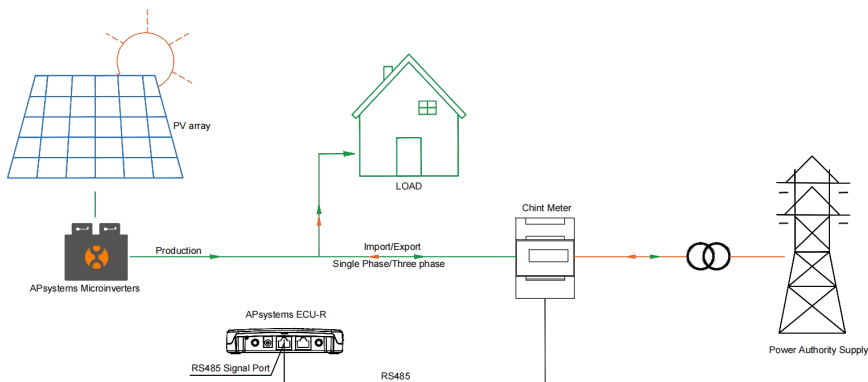 PV array
LOAD
Chint Meter
Production
Import/Export
Single Phase/Three phase
APsystems Microinverters
APsystems ECU-R
Power Authority Supply
RS485 Signal Port
RS485